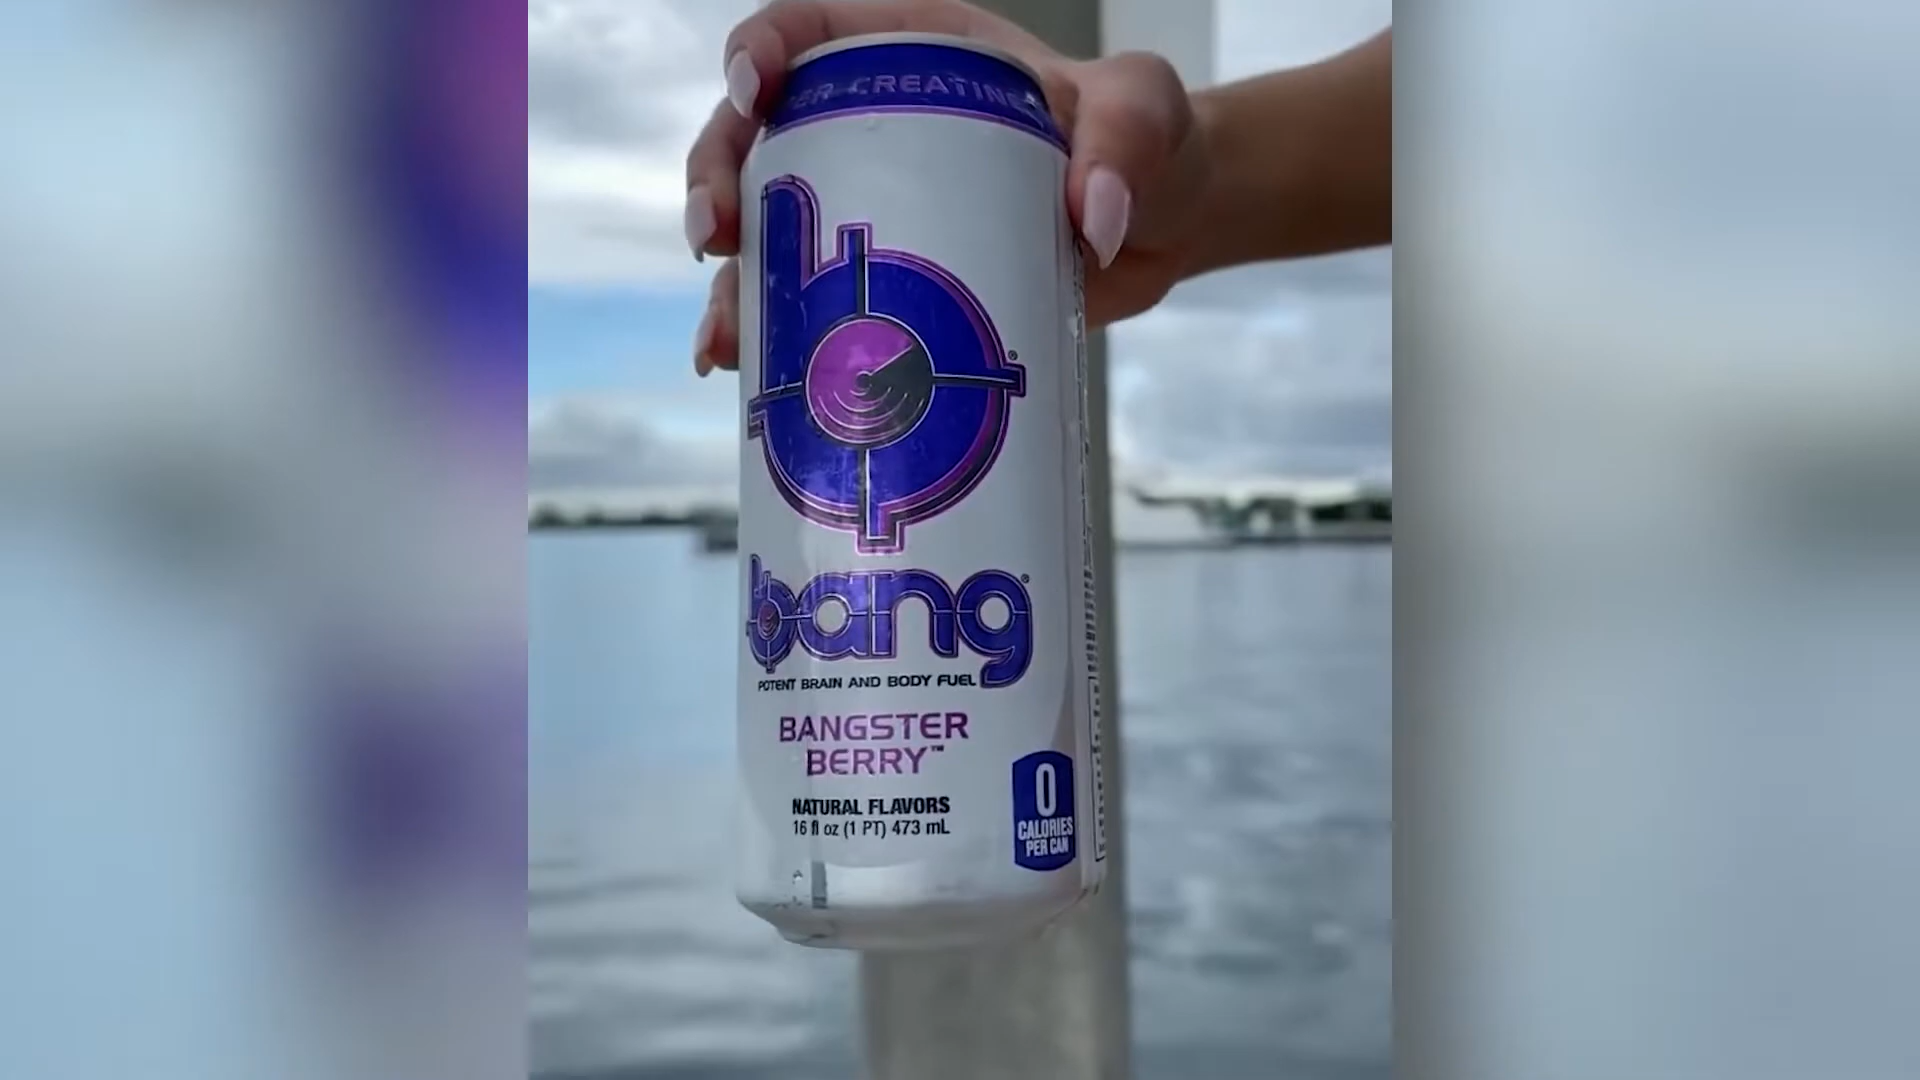 CREATINE
bang®
POTENT BRAIN AND BODY FUEL
BANGSTER
BERRY™
NATURAL FLAVORS
16 fl oz (1 PT) 473 mL
0
CALORIES
PER CAN